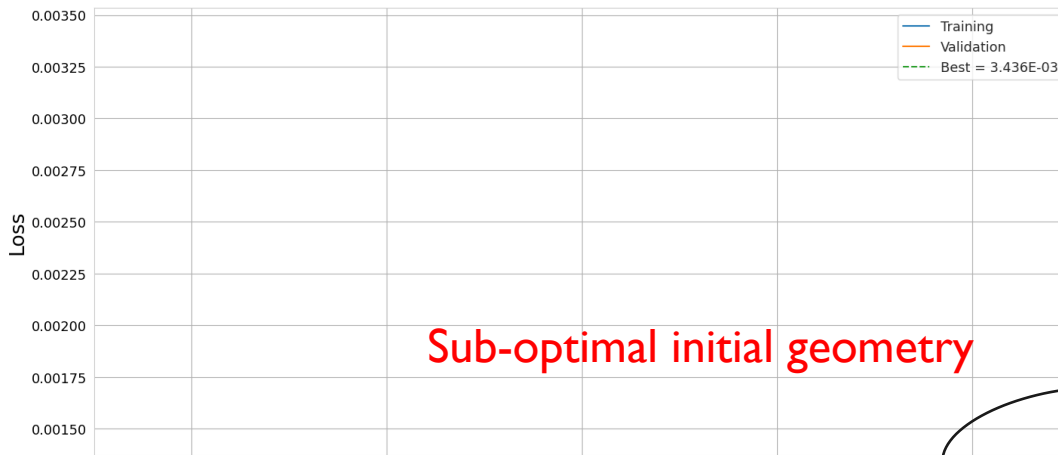 0.00350
Training
Validation
Best = 3.436E-03
0.00325
0.00300
0.00275
0.00250
Loss
0.00225
0.00200
Sub-optimal initial geometry
0.00175
0.00150